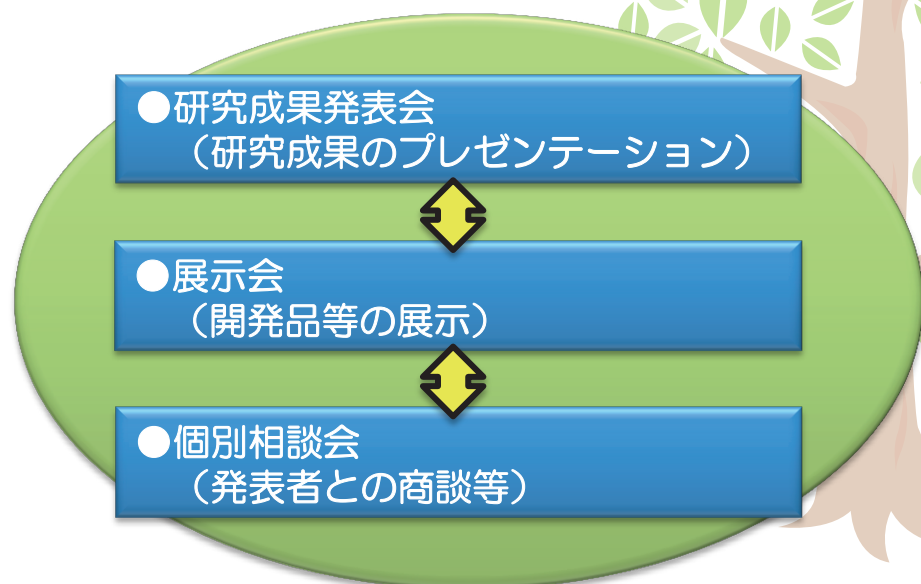 ●研究成果発表会
（研究成果のプレゼンテーション）
●展示会
（開発品等の展示）
●個別相談会
（発表者との商談等）